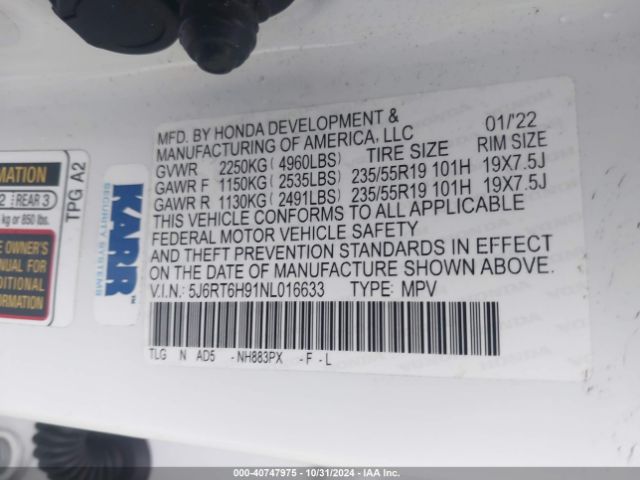 MFD. BY HONDA DEVELOPMENT &
MANUFACTURING OF AMERICA, LLC 01/'22
GVWR 2250KG ( 4960LBS) TIRE SIZE RIM SIZE
GAWR F 1150KG ( 2535LBS) 235/55R19 101H 19X7.5J
GAWR R 1130KG ( 2491LBS) 235/55R19 101H 19X7.5J
THIS VEHICLE CONFORMS TO ALL APPLICABLE
FEDERAL MOTOR VEHICLE SAFETY
AND THEFT PREVENTION STANDARDS IN EFFECT
ON THE DATE OF MANUFACTURE SHOWN ABOVE.
V.I.N.: 5J6RT6H91NL016633 TYPE: MPV
TLG N AD5 -NH883PX -F -L
KARR
SECURITY SYSTEMS
TPG A2
MATION
2 REAR 3
kg or 850 lbs.
E OWNER'S
NUAL FOR
DITIONAL
ORMATION
000-40747975 - 10/31/2024 - IAA Inc.